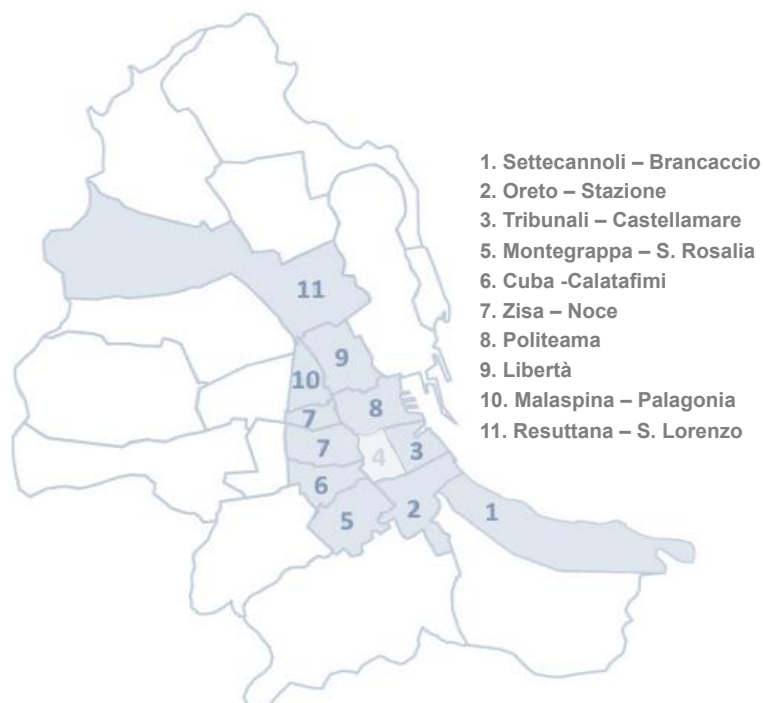 1. Settecannoli – Brancaccio
2. Oreto – Stazione
3. Tribunali – Castellamare
5. Montegrappa – S. Rosalia
6. Cuba -Calatafimi
7. Zisa – Noce
8. Politeama
9. Libertà
10. Malaspina – Palagonia
11. Resuttana – S. Lorenzo
11
9
10
8
7
7
4
3
6
5
2
1